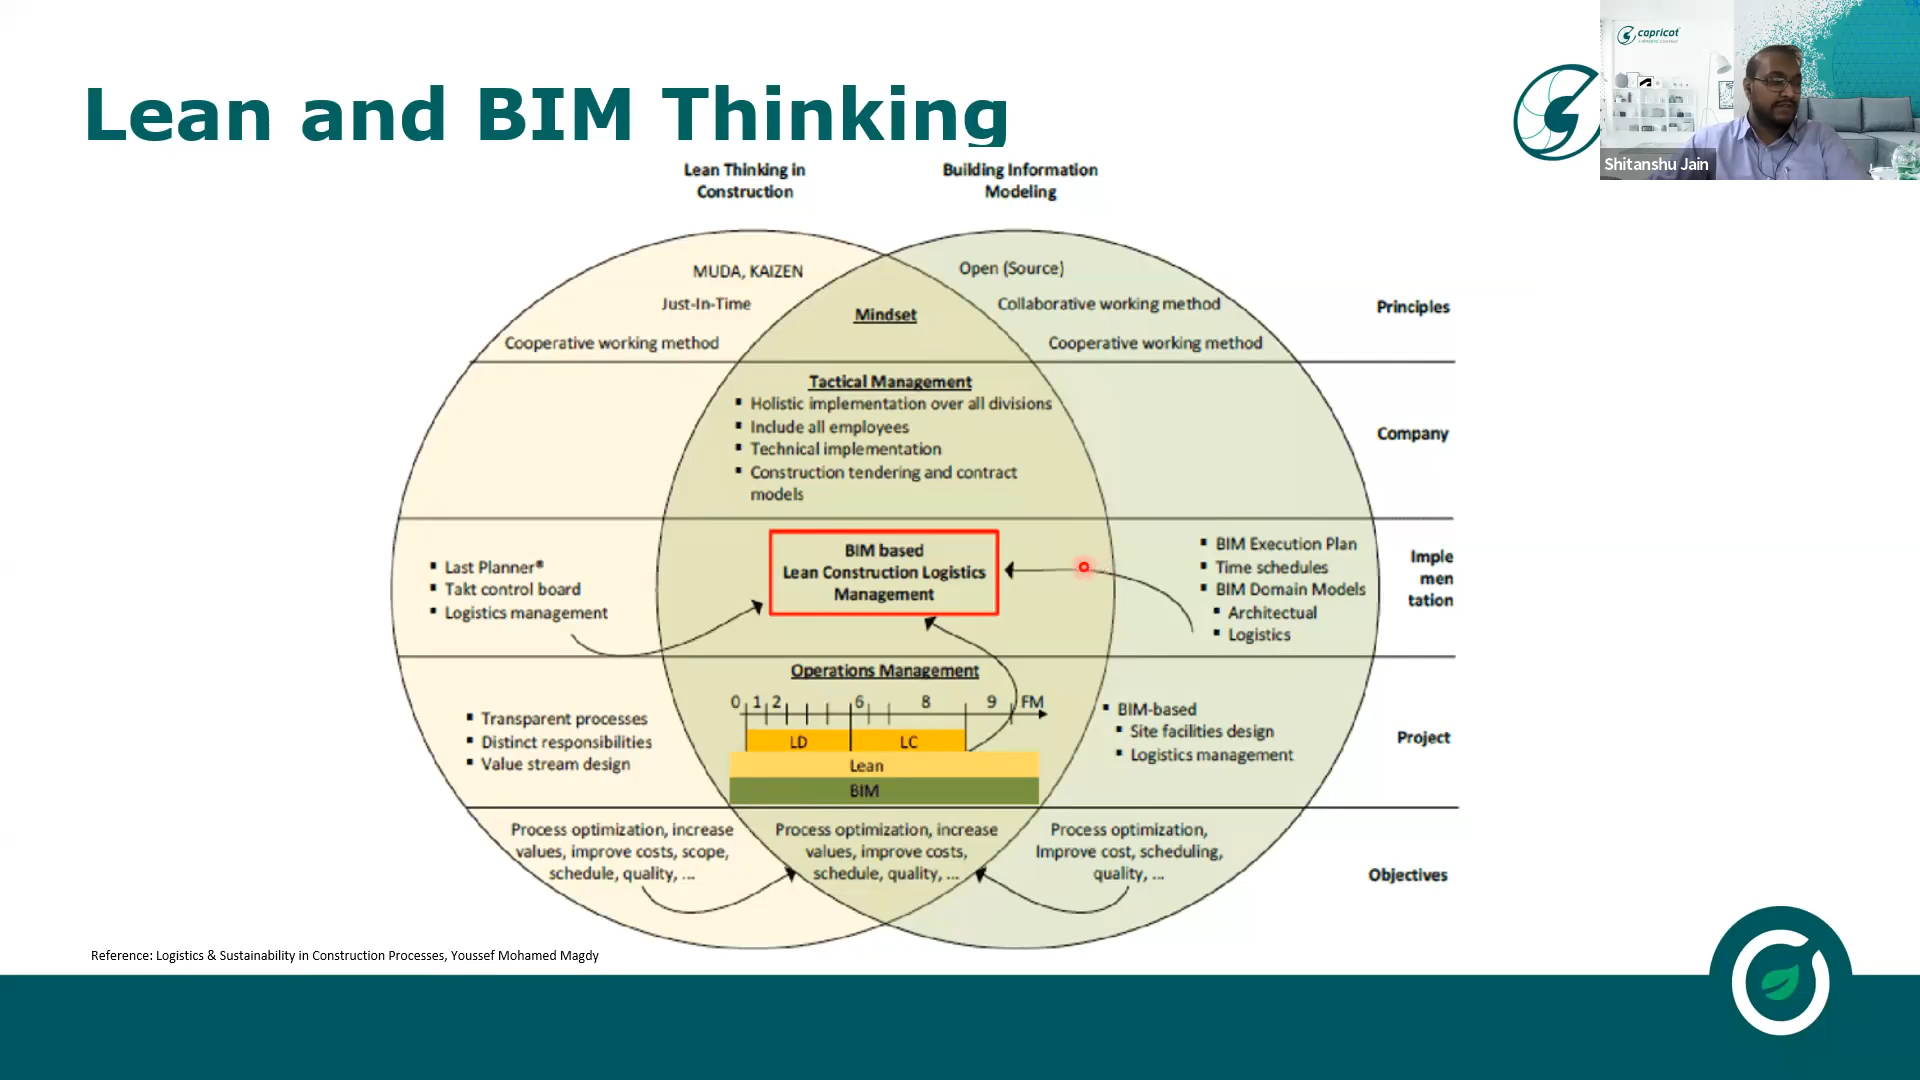 Lean and BIM Thinking
capricot
Shitanshu Jain
Lean Thinking in
Construction
Building Information
Modeling
MUDA, KAIZEN
Just-In-Time
Cooperative working method
Mindset
Open (Source)
Collaborative working method
Cooperative working method
Principles
Tactical Management
▪ Holistic implementation over all divisions
▪ Include all employees
▪ Technical implementation
▪ Construction tendering and contract
models
Company
▪ Last Planner®
▪ Takt control board
▪ Logistics management
BIM based
Lean Construction Logistics
Management
▪ BIM Execution Plan
▪ Time schedules
▪ BIM Domain Models
▪ Architectual
▪ Logistics
Imple
men
tation
▪ Transparent processes
▪ Distinct responsibilities
▪ Value stream design
Operations Management
0 1 2 6 8 9 FM
LD LC
Lean
BIM
▪ BIM-based
▪ Site facilities design
▪ Logistics management
Project
Process optimization, increase
values, improve costs, scope,
schedule, quality, ...
Process optimization, increase
values, improve costs,
schedule, quality, ...
Process optimization,
Improve cost, scheduling,
quality, ...
Objectives
Reference: Logistics & Sustainability in Construction Processes, Youssef Mohamed Magdy